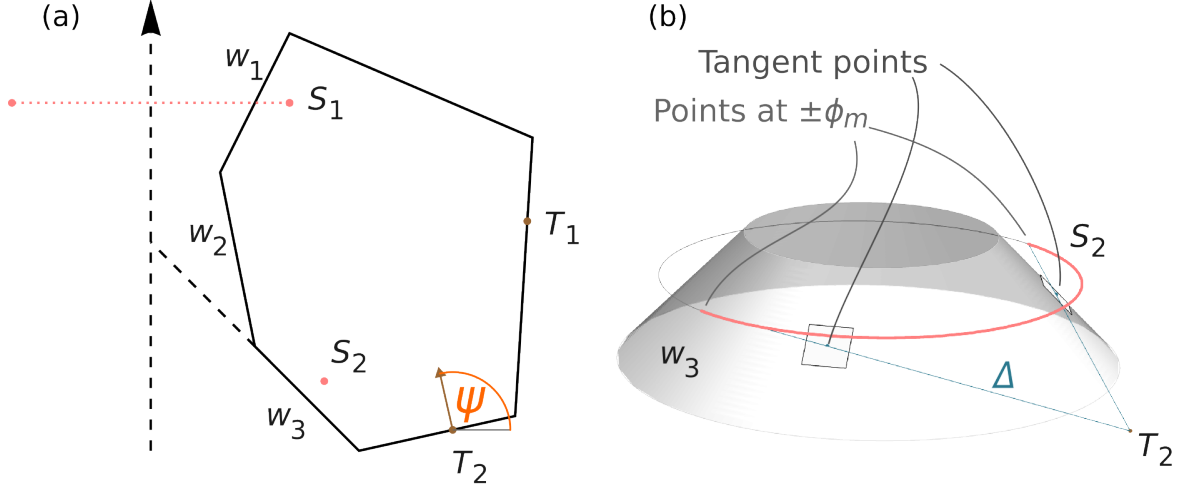 (a)
w₁
S₁
w₂
T₁
S₂
w₃
ψ
T₂
(b)
Tangent points
Points at ±ϕₘ
S₂
w₃
Δ
T₂